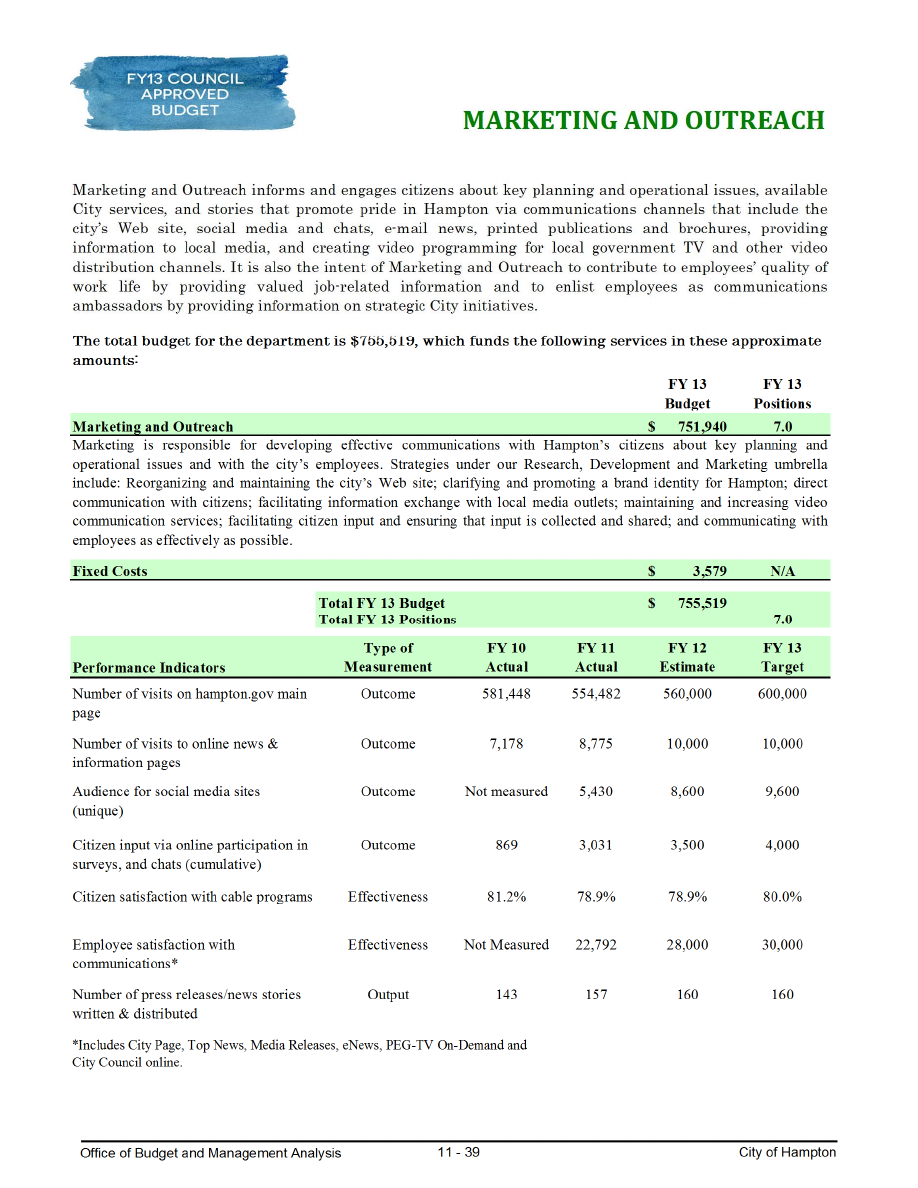 FY13 COUNCIL
APPROVED
BUDGET
MARKETING AND OUTREACH
Marketing and Outreach informs and engages citizens about key planning and operational issues, available
City services, and stories that promote pride in Hampton via communications channels that include the
city's Web site, social media and chats, e-mail news, printed publications and brochures, providing
information to local media, and creating video programming for local government TV and other video
distribution channels. It is also the intent of Marketing and Outreach to contribute to employees' quality of
work life by providing valued job-related information and to enlist employees as communications
ambassadors by providing information on strategic City initiatives.
The total budget for the department is $755,519, which funds the following services in these approximate
amounts:
FY 13 FY 13
Budget Positions
Marketing and Outreach $ 751,940 7.0
Marketing is responsible for developing effective communications with Hampton's citizens about key planning and
operational issues and with the city's employees. Strategies under our Research, Development and Marketing umbrella
include: Reorganizing and maintaining the city's Web site; clarifying and promoting a brand identity for Hampton; direct
communication with citizens; facilitating information exchange with local media outlets; maintaining and increasing video
communication services; facilitating citizen input and ensuring that input is collected and shared; and communicating with
employees as effectively as possible.
Fixed Costs $ 3,579 N/A
Total FY 13 Budget $ 755,519
Total FY 13 Positions 7.0
Type of FY 10 FY 11 FY 12 FY 13
Performance Indicators Measurement Actual Actual Estimate Target
Number of visits on hampton.gov main Outcome 581,448 554,482 560,000 600,000
page
Number of visits to online news & Outcome 7,178 8,775 10,000 10,000
information pages
Audience for social media sites Outcome Not measured 5,430 8,600 9,600
(unique)
Citizen input via online participation in Outcome 869 3,031 3,500 4,000
surveys, and chats (cumulative)
Citizen satisfaction with cable programs Effectiveness 81.2% 78.9% 78.9% 80.0%
Employee satisfaction with Effectiveness Not Measured 22,792 28,000 30,000
communications*
Number of press releases/news stories Output 143 157 160 160
written & distributed
*Includes City Page, Top News, Media Releases, eNews, PEG-TV On-Demand and
City Council online.
Office of Budget and Management Analysis 11 - 39 City of Hampton